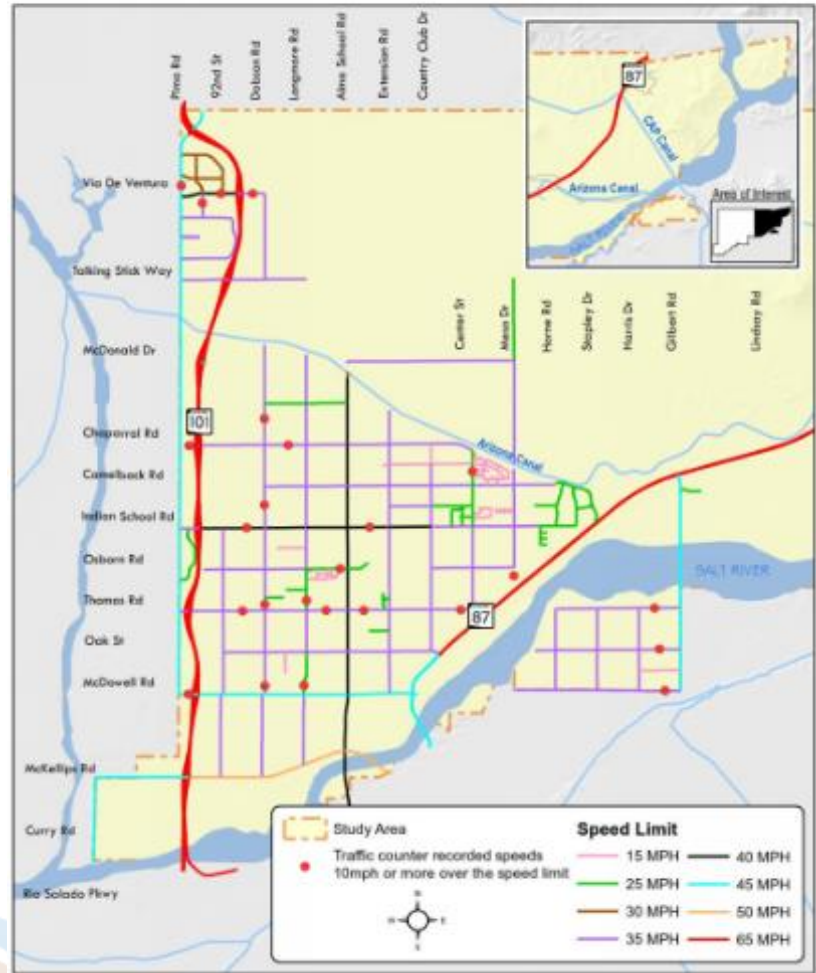 Pima Rd
92nd St
Dobson Rd
Longmore Rd
Alma School Rd
Extension Rd
Country Club Dr
87
CAP Canal
Arizona Canal
SALT RIVER
Area of Interest
Via De Ventura
Talking Stick Way
McDonald Dr
Center St
Mesa Dr
Horne Rd
Stapley Dr
Harris Dr
Gilbert Rd
Lindsay Rd
101
Chaparral Rd
Arizona Canal
Camelback Rd
Indian School Rd
Osborn Rd
SALT RIVER
Thomas Rd
87
Oak St
McDowell Rd
McKellips Rd
Curry Rd
Rio Salado Pkwy
Study Area
Traffic counter recorded speeds
10mph or more over the speed limit
N
W E
S
Speed Limit
15 MPH 40 MPH
25 MPH 45 MPH
30 MPH 50 MPH
35 MPH 65 MPH